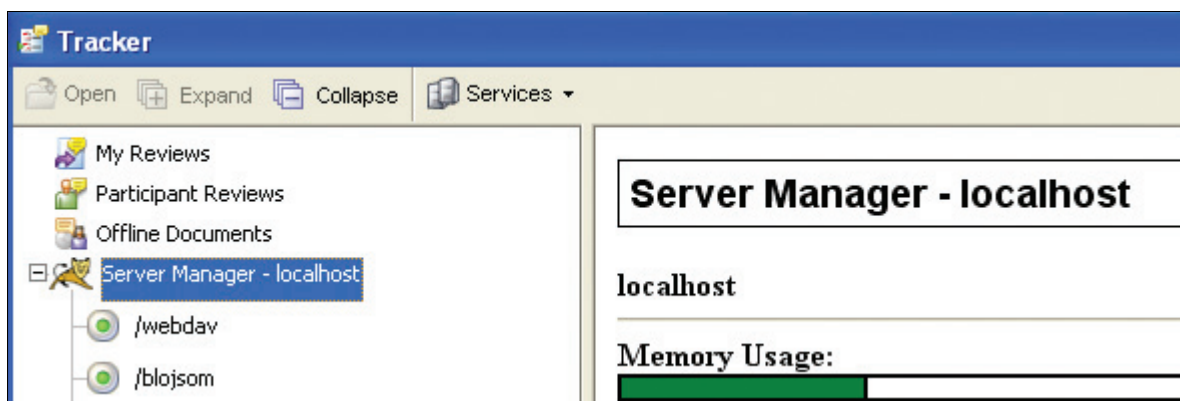 Tracker
Open Expand Collapse Services
My Reviews
Participant Reviews
Offline Documents
Server Manager - localhost
/webdav
/blojsom
Server Manager - localhost
localhost
Memory Usage: